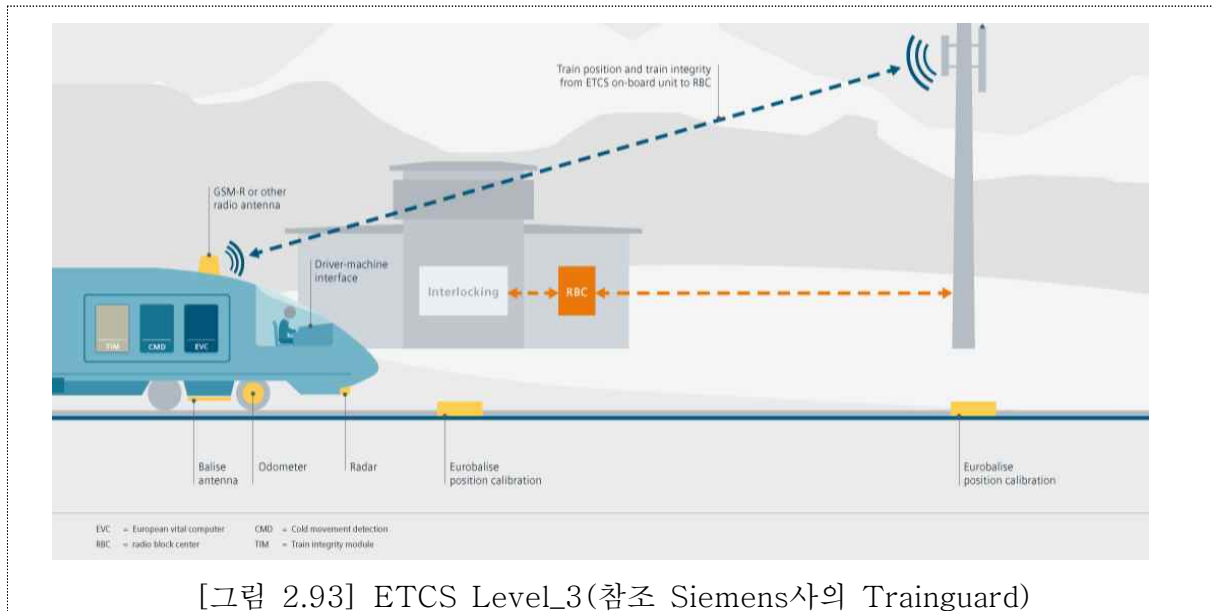 Train position and train integrity
from ETCS on-board unit to RBC
GSM-R or other
radio antenna
Driver-machine
interface
Interlocking
RBC
TIM
CMD
EVC
Balise
antenna
Odometer
Radar
Eurobalise
position calibration
Eurobalise
position calibration
EVC = European vital computer
CMD = Cold movement detection
RBC = radio block center
TIM = Train integrity module
[그림 2.93] ETCS Level_3(참조 Siemens사의 Trainguard)